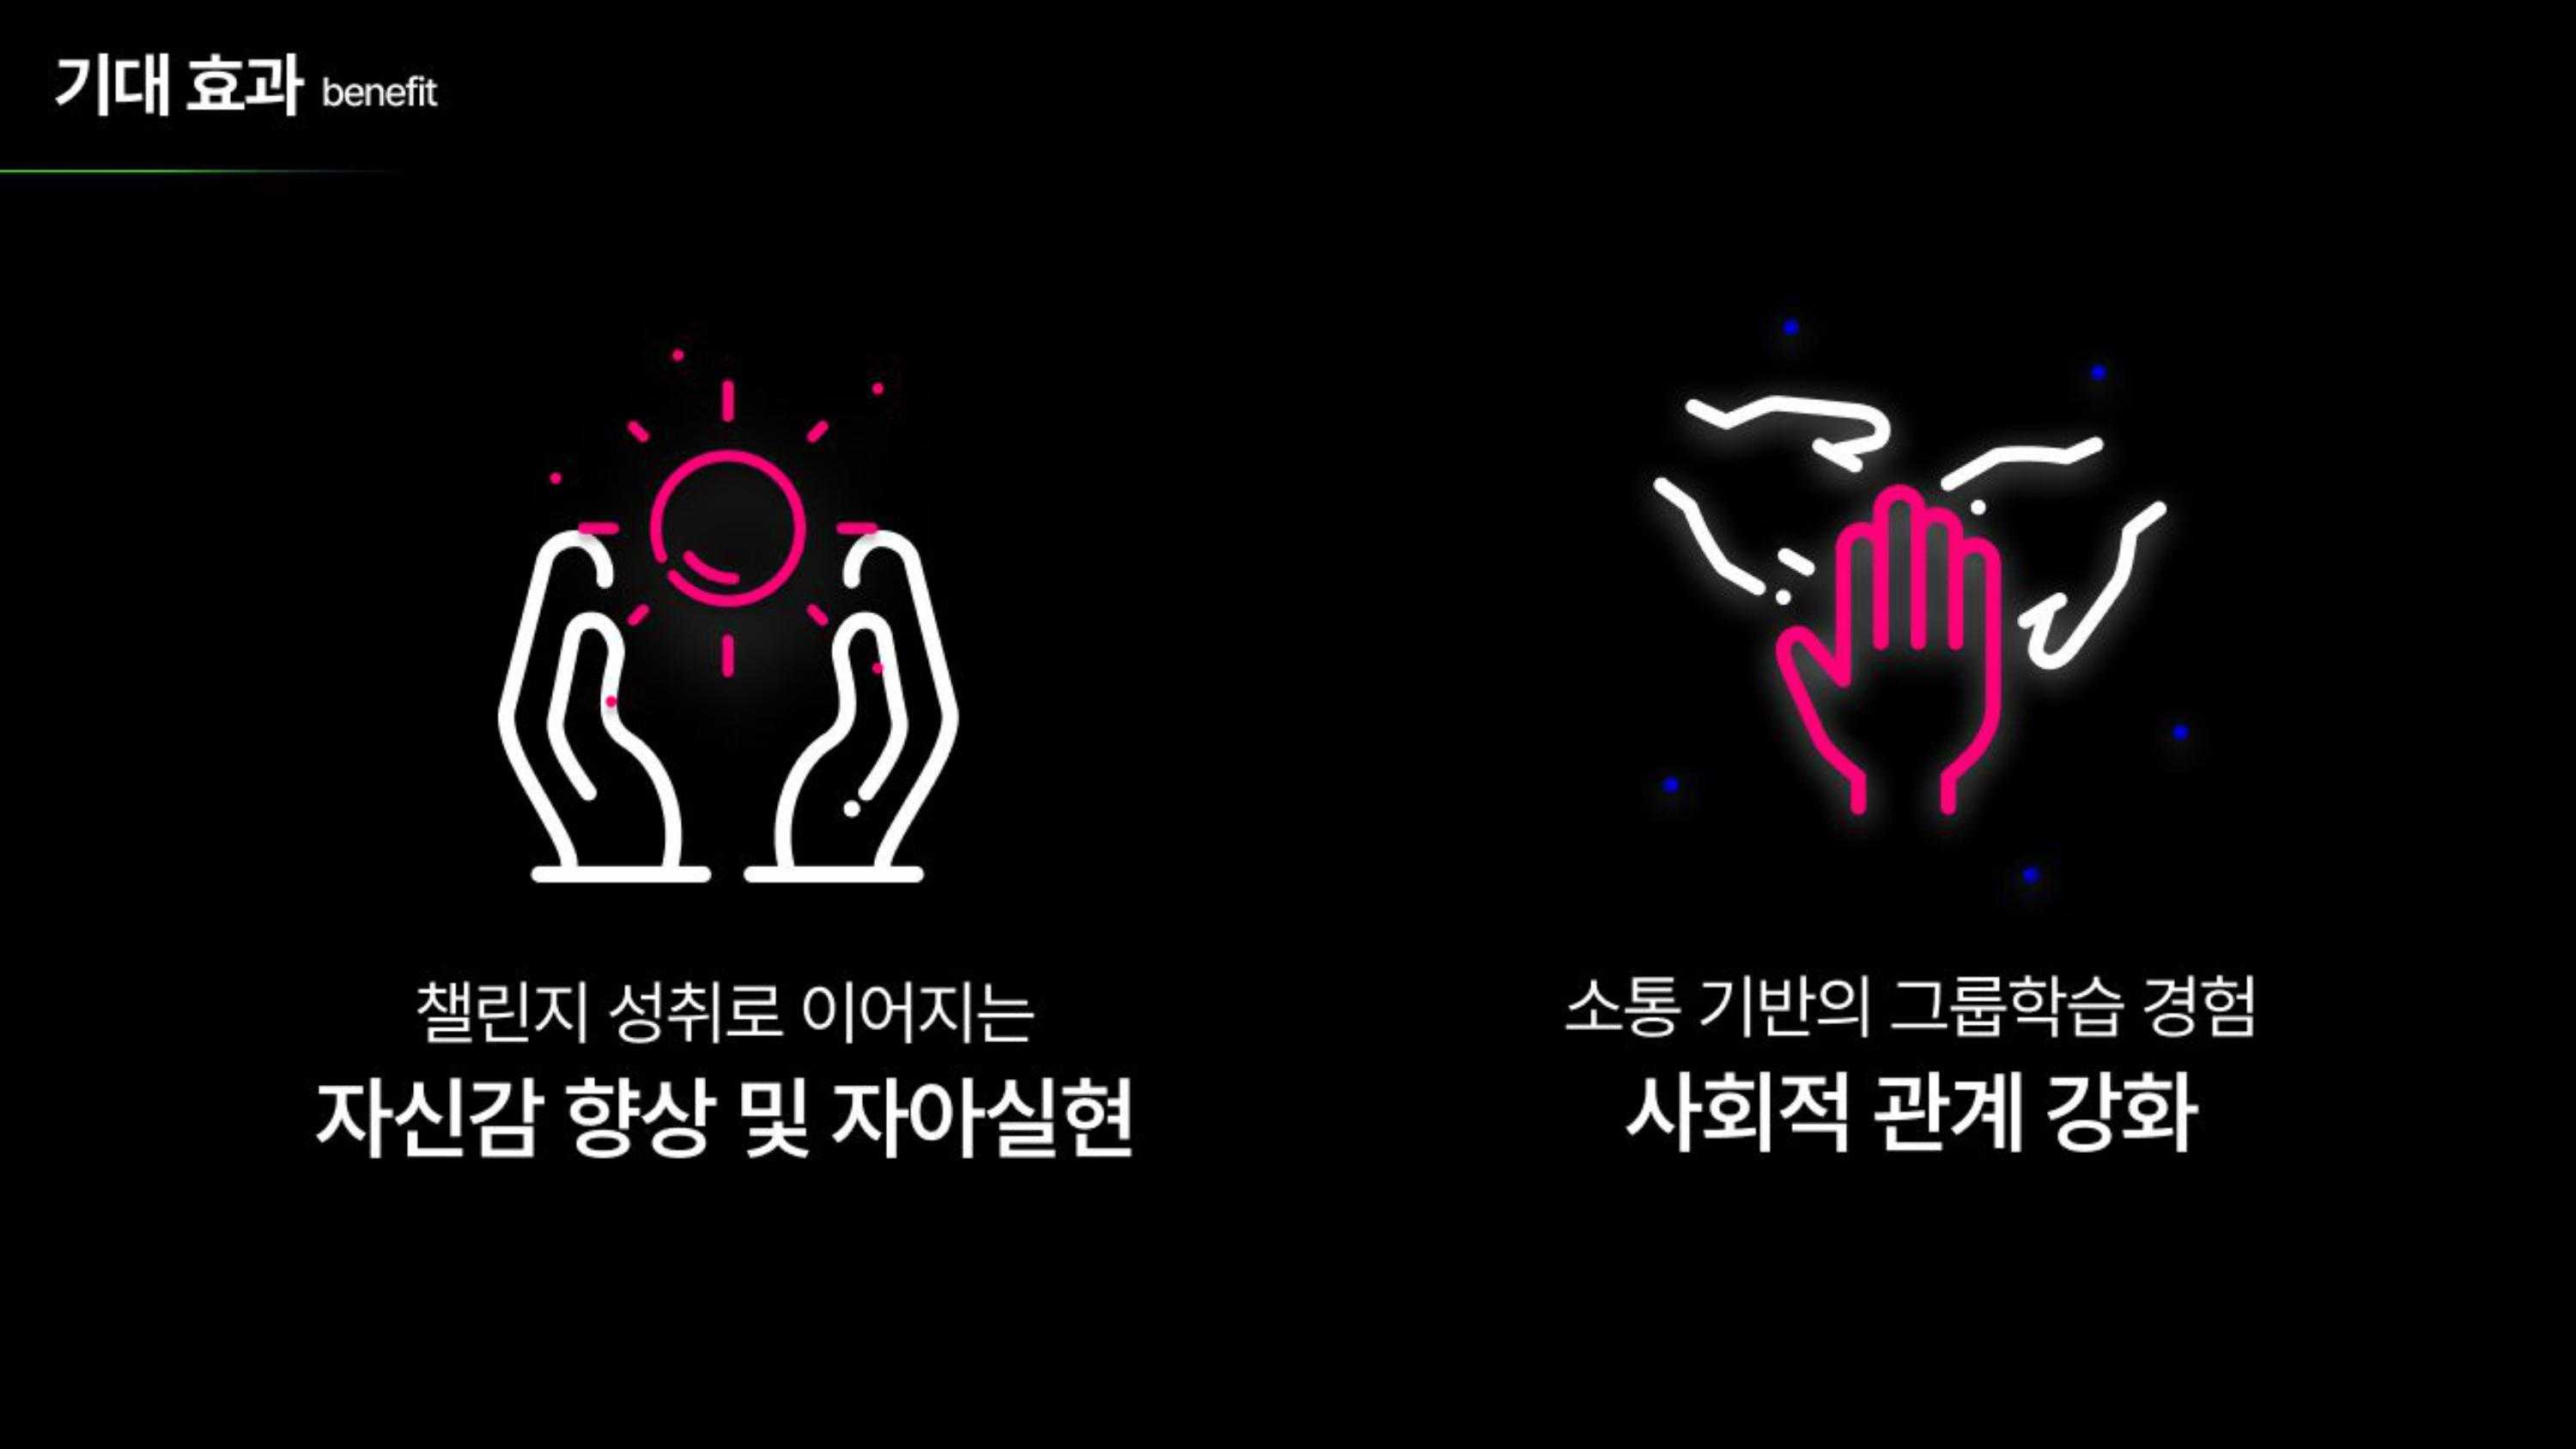 기대 효과 benefit
챌린지 성취로 이어지는
자신감 향상 및 자아실현
소통 기반의 그룹학습 경험
사회적 관계 강화